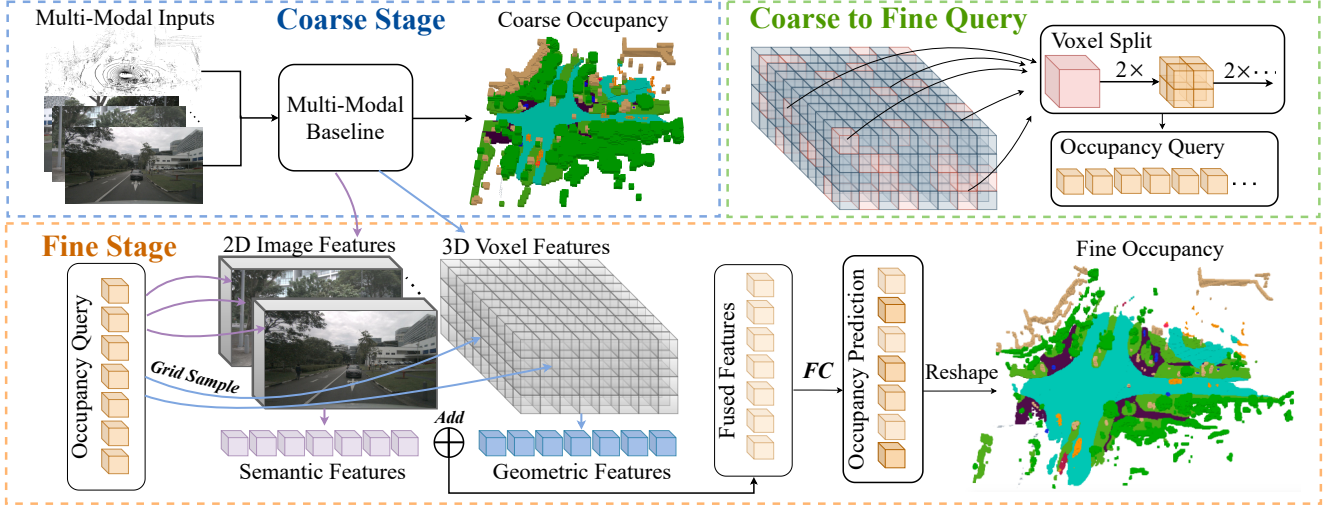 Multi-Modal Inputs
Coarse Stage
Coarse Occupancy
Multi-Modal
Baseline
Coarse to Fine Query
Voxel Split
2×
2×···
Occupancy Query
Fine Stage
2D Image Features
3D Voxel Features
Occupancy Query
Grid Sample
Semantic Features
Add
Geometric Features
Fused Features
FC
Occupancy Prediction
Reshape
Fine Occupancy